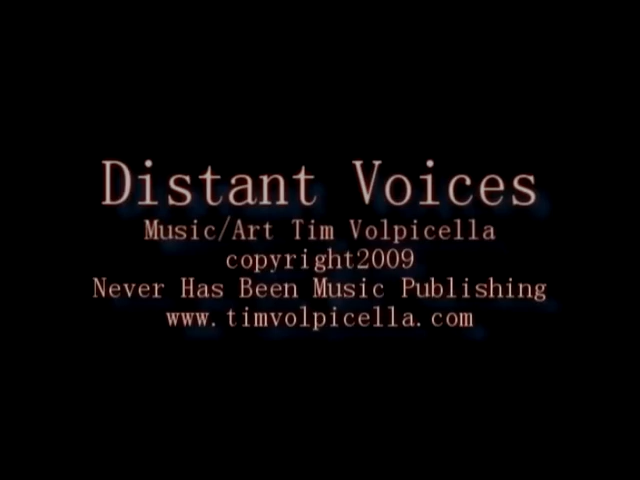 Distant Voices
Music/Art Tim Volpicella
copyright2009
Never Has Been Music Publishing
www.timvolpicella.com